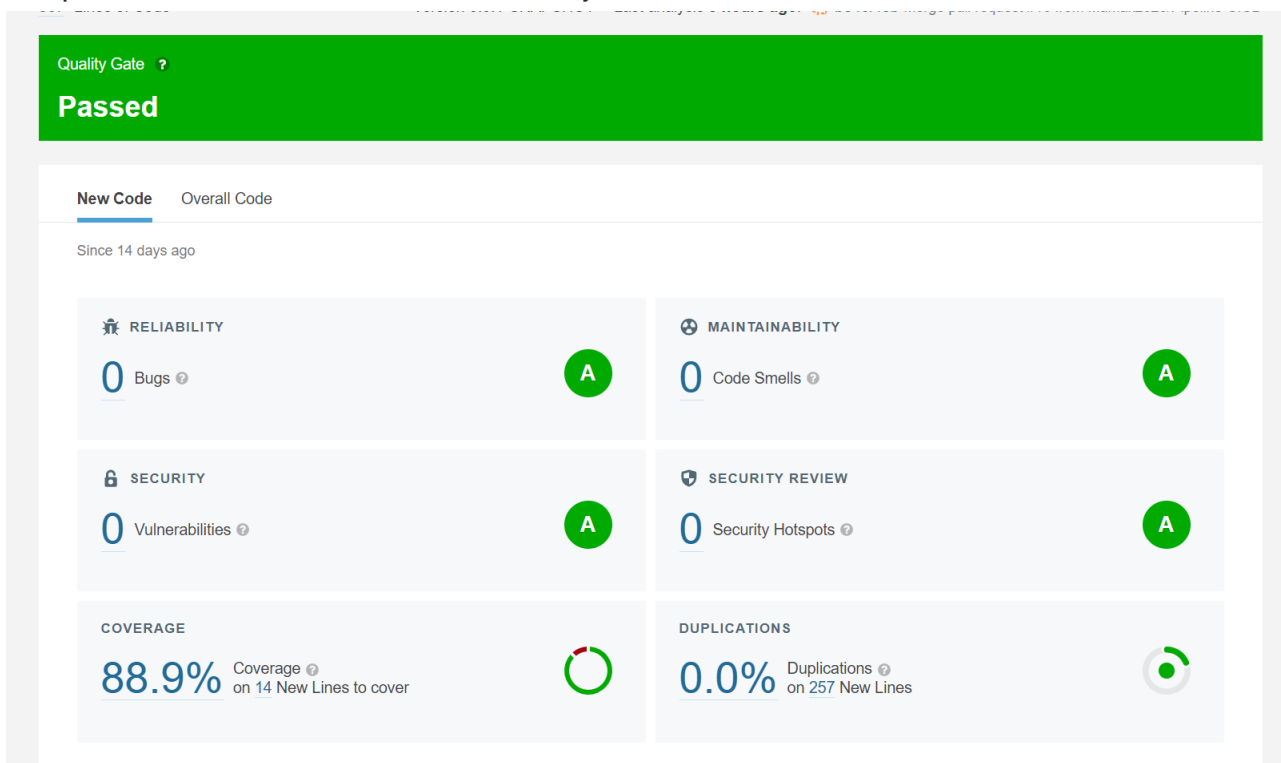 Quality Gate ?
Passed
New Code Overall Code
Since 14 days ago
RELIABILITY
0 Bugs ?
A
MAINTAINABILITY
0 Code Smells ?
A
SECURITY
0 Vulnerabilities ?
A
SECURITY REVIEW
0 Security Hotspots ?
A
COVERAGE
88.9% Coverage ?
on 14 New Lines to cover
DUPLICATIONS
0.0% Duplications ?
on 257 New Lines